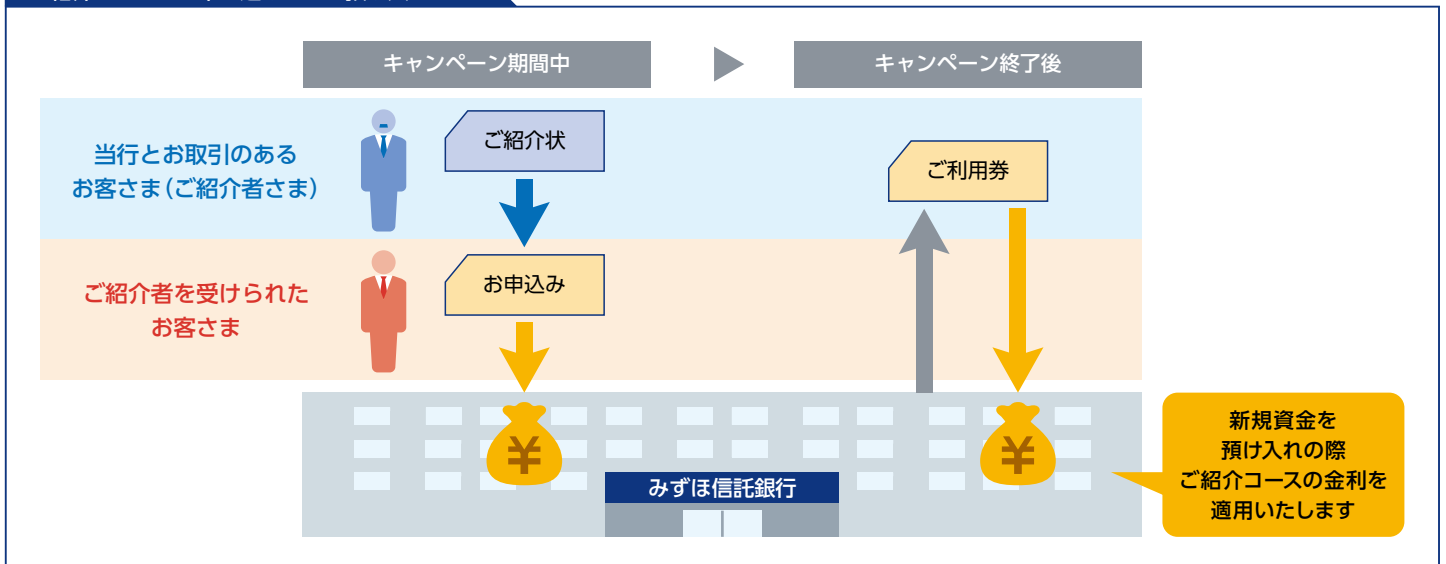 キャンペーン期間中
キャンペーン終了後
当行とお取引のある
お客さま(ご紹介者さま)
ご紹介状
ご利用券
ご紹介者を受けられた
お客さま
お申込み
¥
¥
みずほ信託銀行
新規資金を
預け入れの際
ご紹介コースの金利を
適用いたします